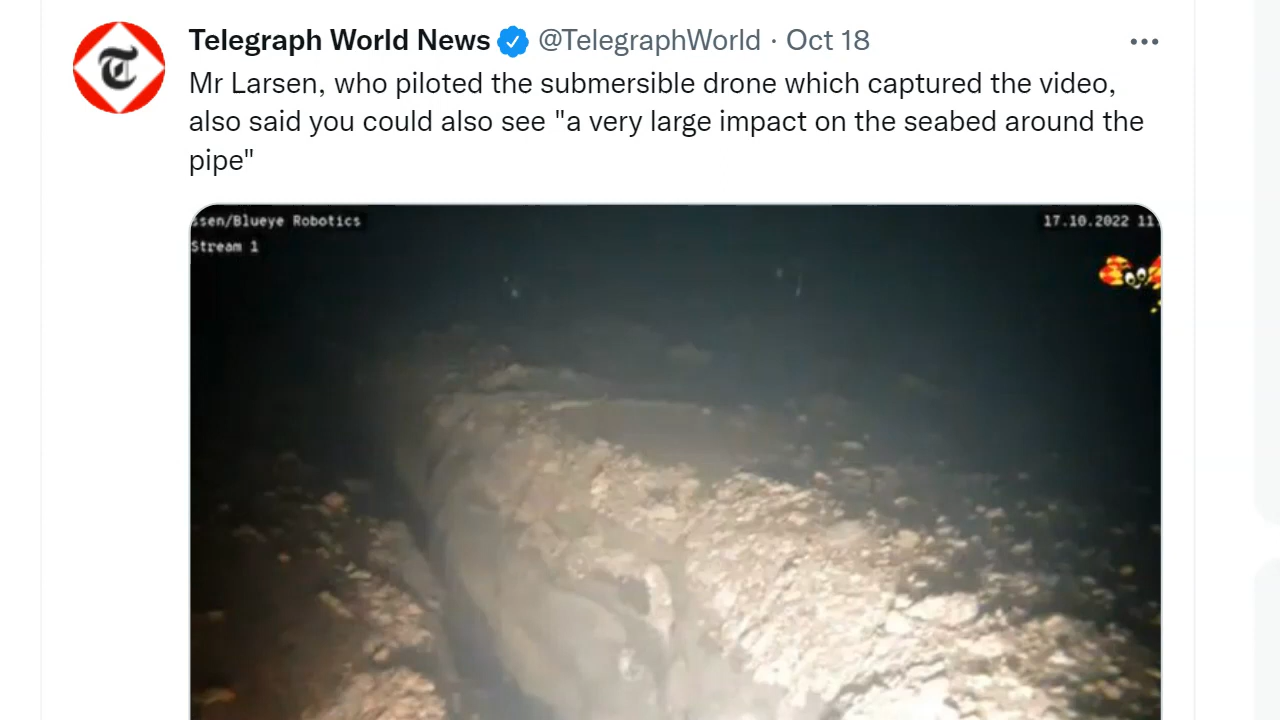 Telegraph World News @TelegraphWorld · Oct 18
Mr Larsen, who piloted the submersible drone which captured the video,
also said you could also see "a very large impact on the seabed around the
pipe"
ssen/Blueye Robotics
17.10.2022 11
Stream 1